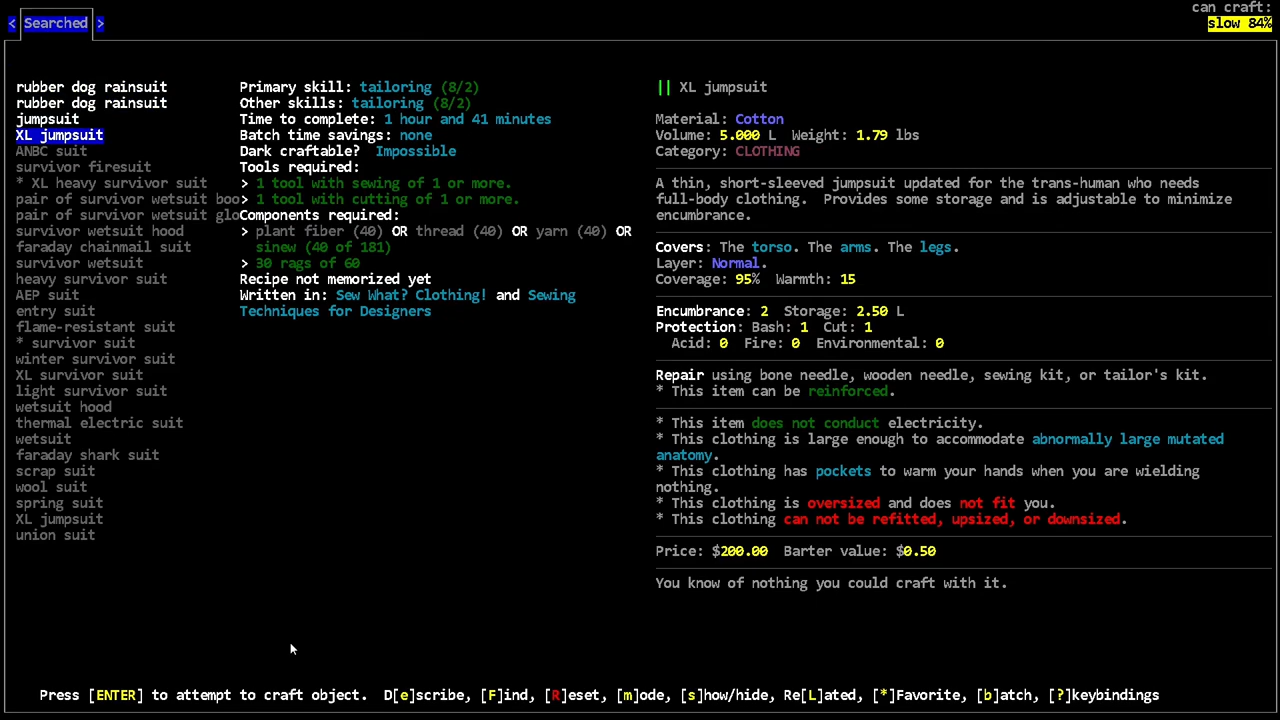 can craft:
< Searched >
slow 84%
rubber dog rainsuit
rubber dog rainsuit
jumpsuit
XL jumpsuit
ANBC suit
survivor firesuit
* XL heavy survivor suit
pair of survivor wetsuit boo
pair of survivor wetsuit glo
survivor wetsuit hood
faraday chainmail suit
survivor wetsuit
heavy survivor suit
AEP suit
entry suit
flame-resistant suit
* survivor suit
winter survivor suit
XL survivor suit
light survivor suit
wetsuit hood
thermal electric suit
wetsuit
faraday shark suit
scrap suit
wool suit
spring suit
XL jumpsuit
union suit
Primary skill: tailoring (8/2)
Other skills: tailoring (8/2)
Time to complete: 1 hour and 41 minutes
Batch time savings: none
Dark craftable?  Impossible
Tools required:
> 1 tool with sewing of 1 or more.
> 1 tool with cutting of 1 or more.
Components required:
> plant fiber (40) OR thread (40) OR yarn (40) OR
sinew (40 of 181)
> 30 rags of 60
Recipe not memorized yet
Written in: Sew What? Clothing! and Sewing
Techniques for Designers
|| XL jumpsuit
Material: Cotton
Volume: 5.000 L  Weight: 1.79 lbs
Category: CLOTHING
A thin, short-sleeved jumpsuit updated for the trans-human who needs
full-body clothing.  Provides some storage and is adjustable to minimize
encumbrance.
Covers: The torso. The arms. The legs.
Layer: Normal.
Coverage: 95%  Warmth: 15
Encumbrance: 2  Storage: 2.50 L
Protection: Bash: 1  Cut: 1
Acid: 0  Fire: 0  Environmental: 0
Repair using bone needle, wooden needle, sewing kit, or tailor's kit.
* This item can be reinforced.
* This item does not conduct electricity.
* This clothing is large enough to accommodate abnormally large mutated
anatomy.
* This clothing has pockets to warm your hands when you are wielding
nothing.
* This clothing is oversized and does not fit you.
* This clothing can not be refitted, upsized, or downsized.
Price: $200.00  Barter value: $0.50
You know of nothing you could craft with it.
Press [ENTER] to attempt to craft object.  D[e]scribe, [F]ind, [R]eset, [m]ode, [s]how/hide, Re[L]ated, [*]Favorite, [b]atch, [?]keybindings